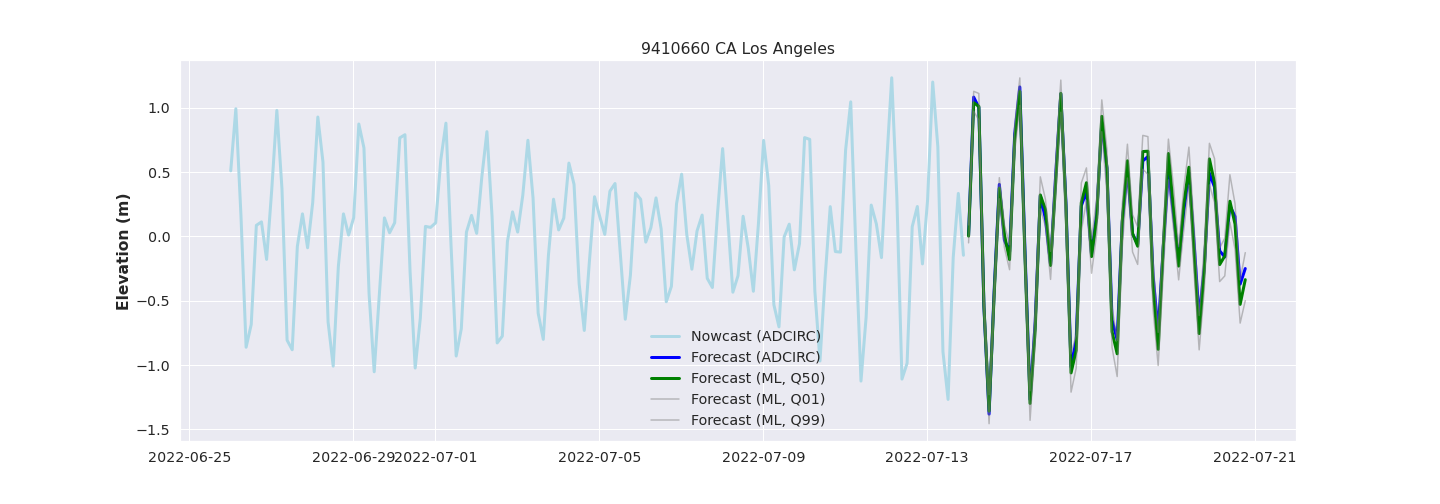 9410660 CA Los Angeles
Elevation (m)
1.0
0.5
0.0
−0.5
−1.0
−1.5
Nowcast (ADCIRC)
Forecast (ADCIRC)
Forecast (ML, Q50)
Forecast (ML, Q01)
Forecast (ML, Q99)
2022-06-25 2022-06-29 2022-07-01 2022-07-05 2022-07-09 2022-07-13 2022-07-17 2022-07-21